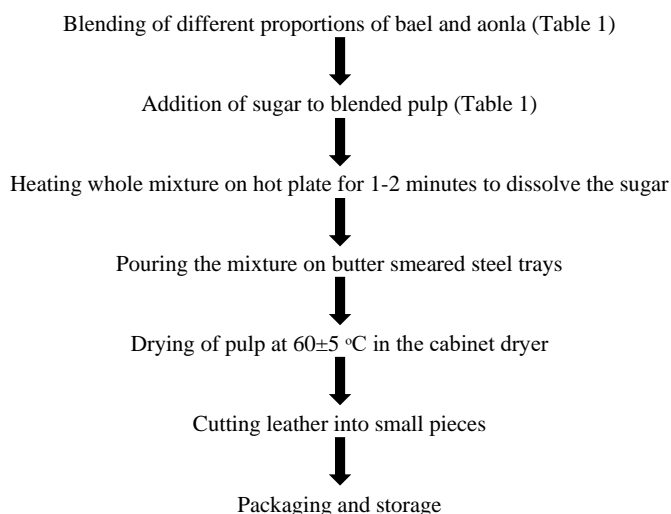 Blending of different proportions of bael and aonla (Table 1)
Addition of sugar to blended pulp (Table 1)
Heating whole mixture on hot plate for 1-2 minutes to dissolve the sugar
Pouring the mixture on butter smeared steel trays
Drying of pulp at 60±5 °C in the cabinet dryer
Cutting leather into small pieces
Packaging and storage